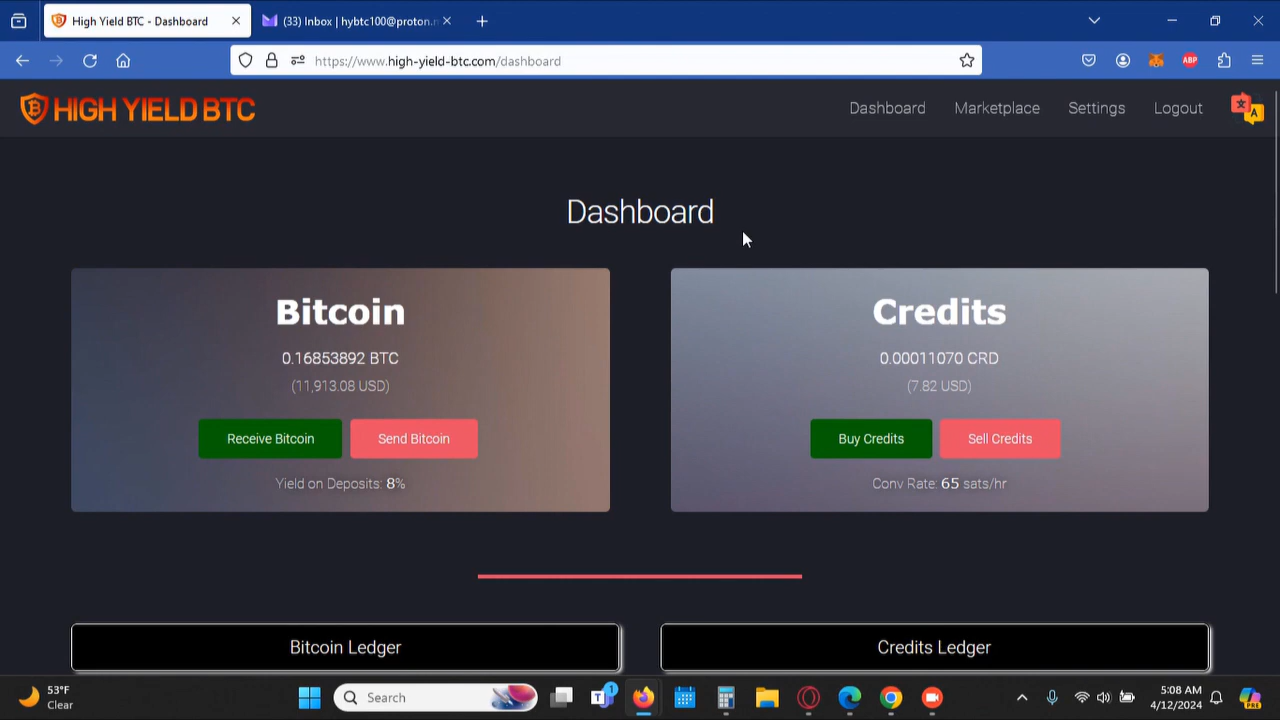 High Yield BTC - Dashboard
(33) Inbox | hybtc100@proton.m
https://www.high-yield-btc.com/dashboard
ABP
HIGH YIELD BTC
Dashboard
Marketplace
Settings
Logout
A
Dashboard
Bitcoin
0.16853892 BTC
(11,913.08 USD)
Receive Bitcoin
Send Bitcoin
Yield on Deposits: 8%
Credits
0.00011070 CRD
(7.82 USD)
Buy Credits
Sell Credits
Conv Rate: 65 sats/hr
Bitcoin Ledger
Credits Ledger
53°F
Clear
Search
1
5:08 AM
4/12/2024
PRE